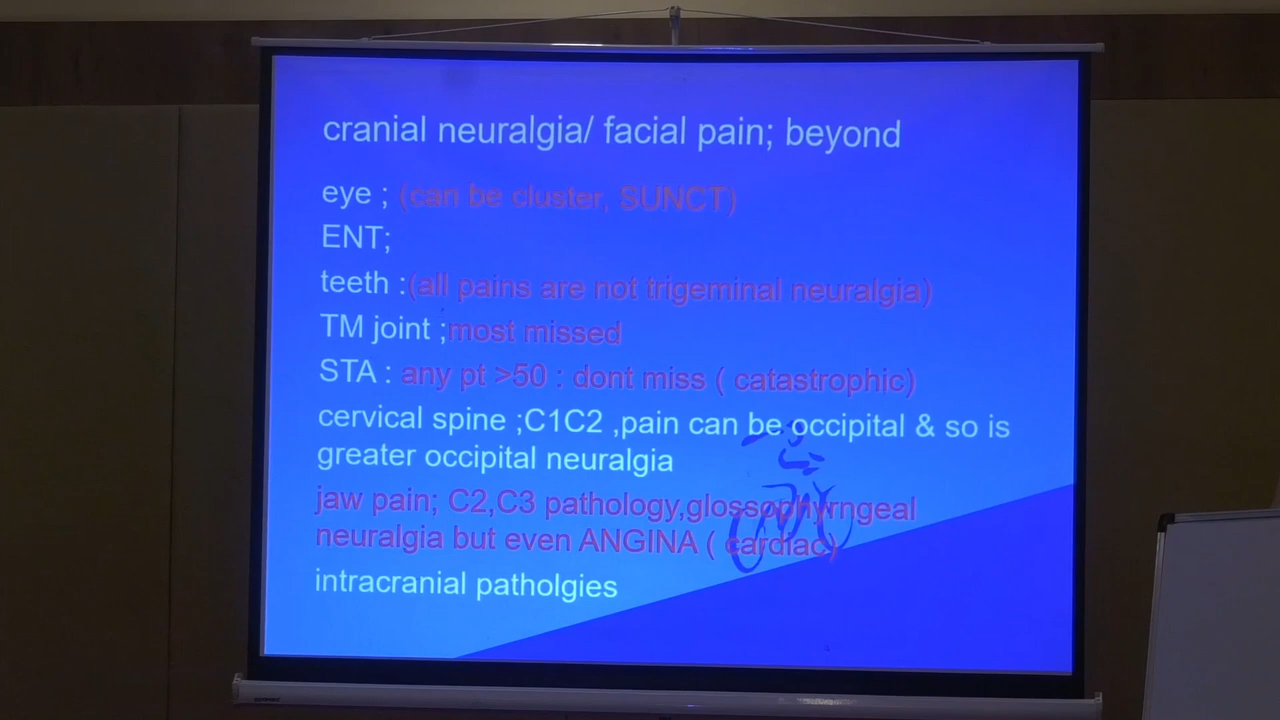 cranial neuralgia/ facial pain; beyond
eye ; (can be cluster, SUNCT)
ENT;
teeth :(all pains are not trigeminal neuralgia)
TM joint ;most missed
STA : any pt >50 : dont miss ( catastrophic)
cervical spine ;C1C2 ,pain can be occipital & so is
greater occipital neuralgia
jaw pain; C2,C3 pathology,glossophyrngeal
neuralgia but even ANGINA ( cardiac)
intracranial patholgies